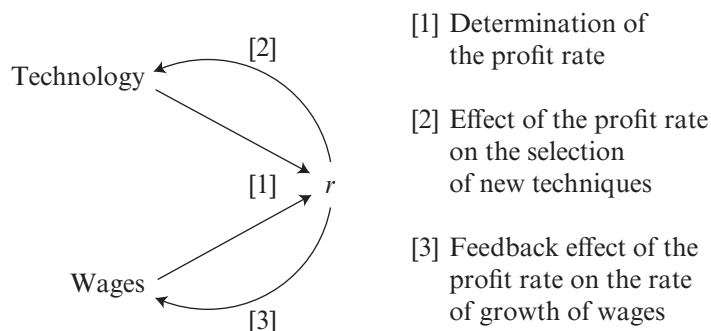 [2]
Technology
[1]
r
Wages
[3]
[1] Determination of
the profit rate
[2] Effect of the profit rate
on the selection
of new techniques
[3] Feedback effect of the
profit rate on the rate
of growth of wages